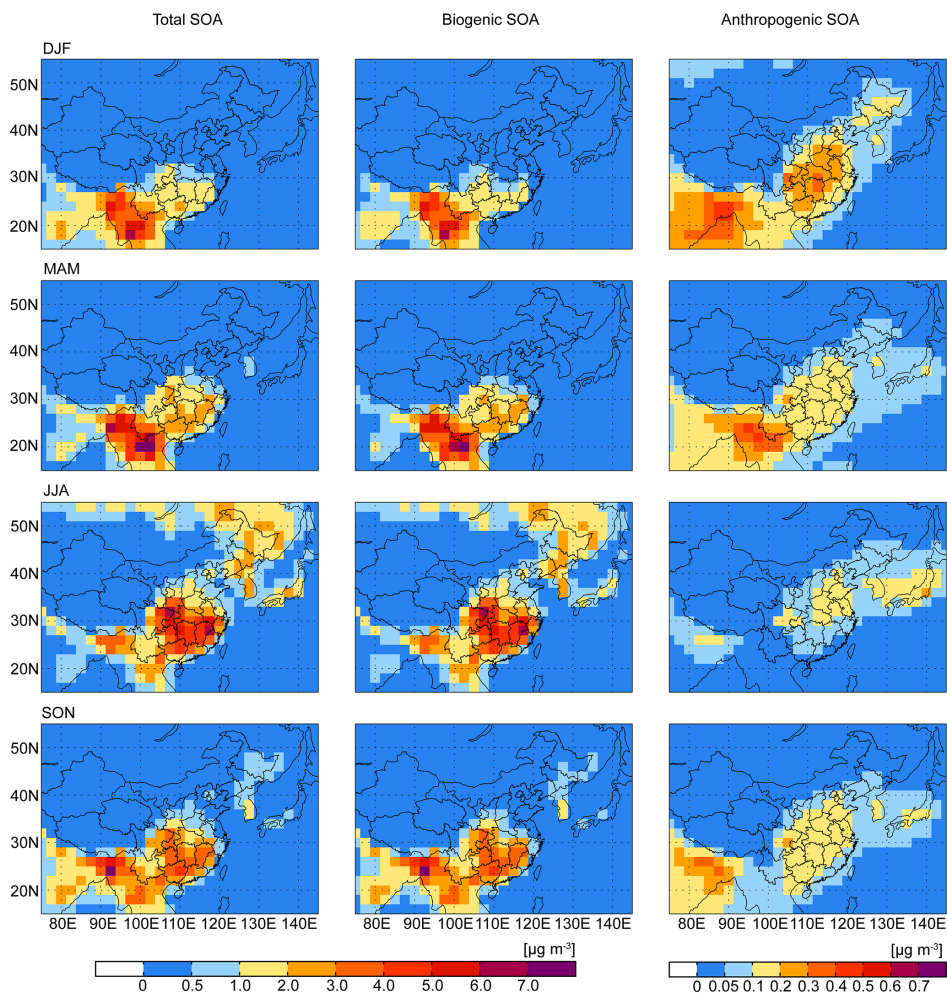 Total SOA Biogenic SOA Anthropogenic SOA
DJF
50N
40N
30N
20N
MAM
50N
40N
30N
20N
JJA
50N
40N
30N
20N
SON
50N
40N
30N
20N
80E 90E 100E 110E 120E 130E 140E 80E 90E 100E 110E 120E 130E 140E 80E 90E 100E 110E 120E 130E 140E
[µg m-3] [µg m-3]
0 0.5 1.0 2.0 3.0 4.0 5.0 6.0 7.0 0 0.05 0.1 0.2 0.3 0.4 0.5 0.6 0.7